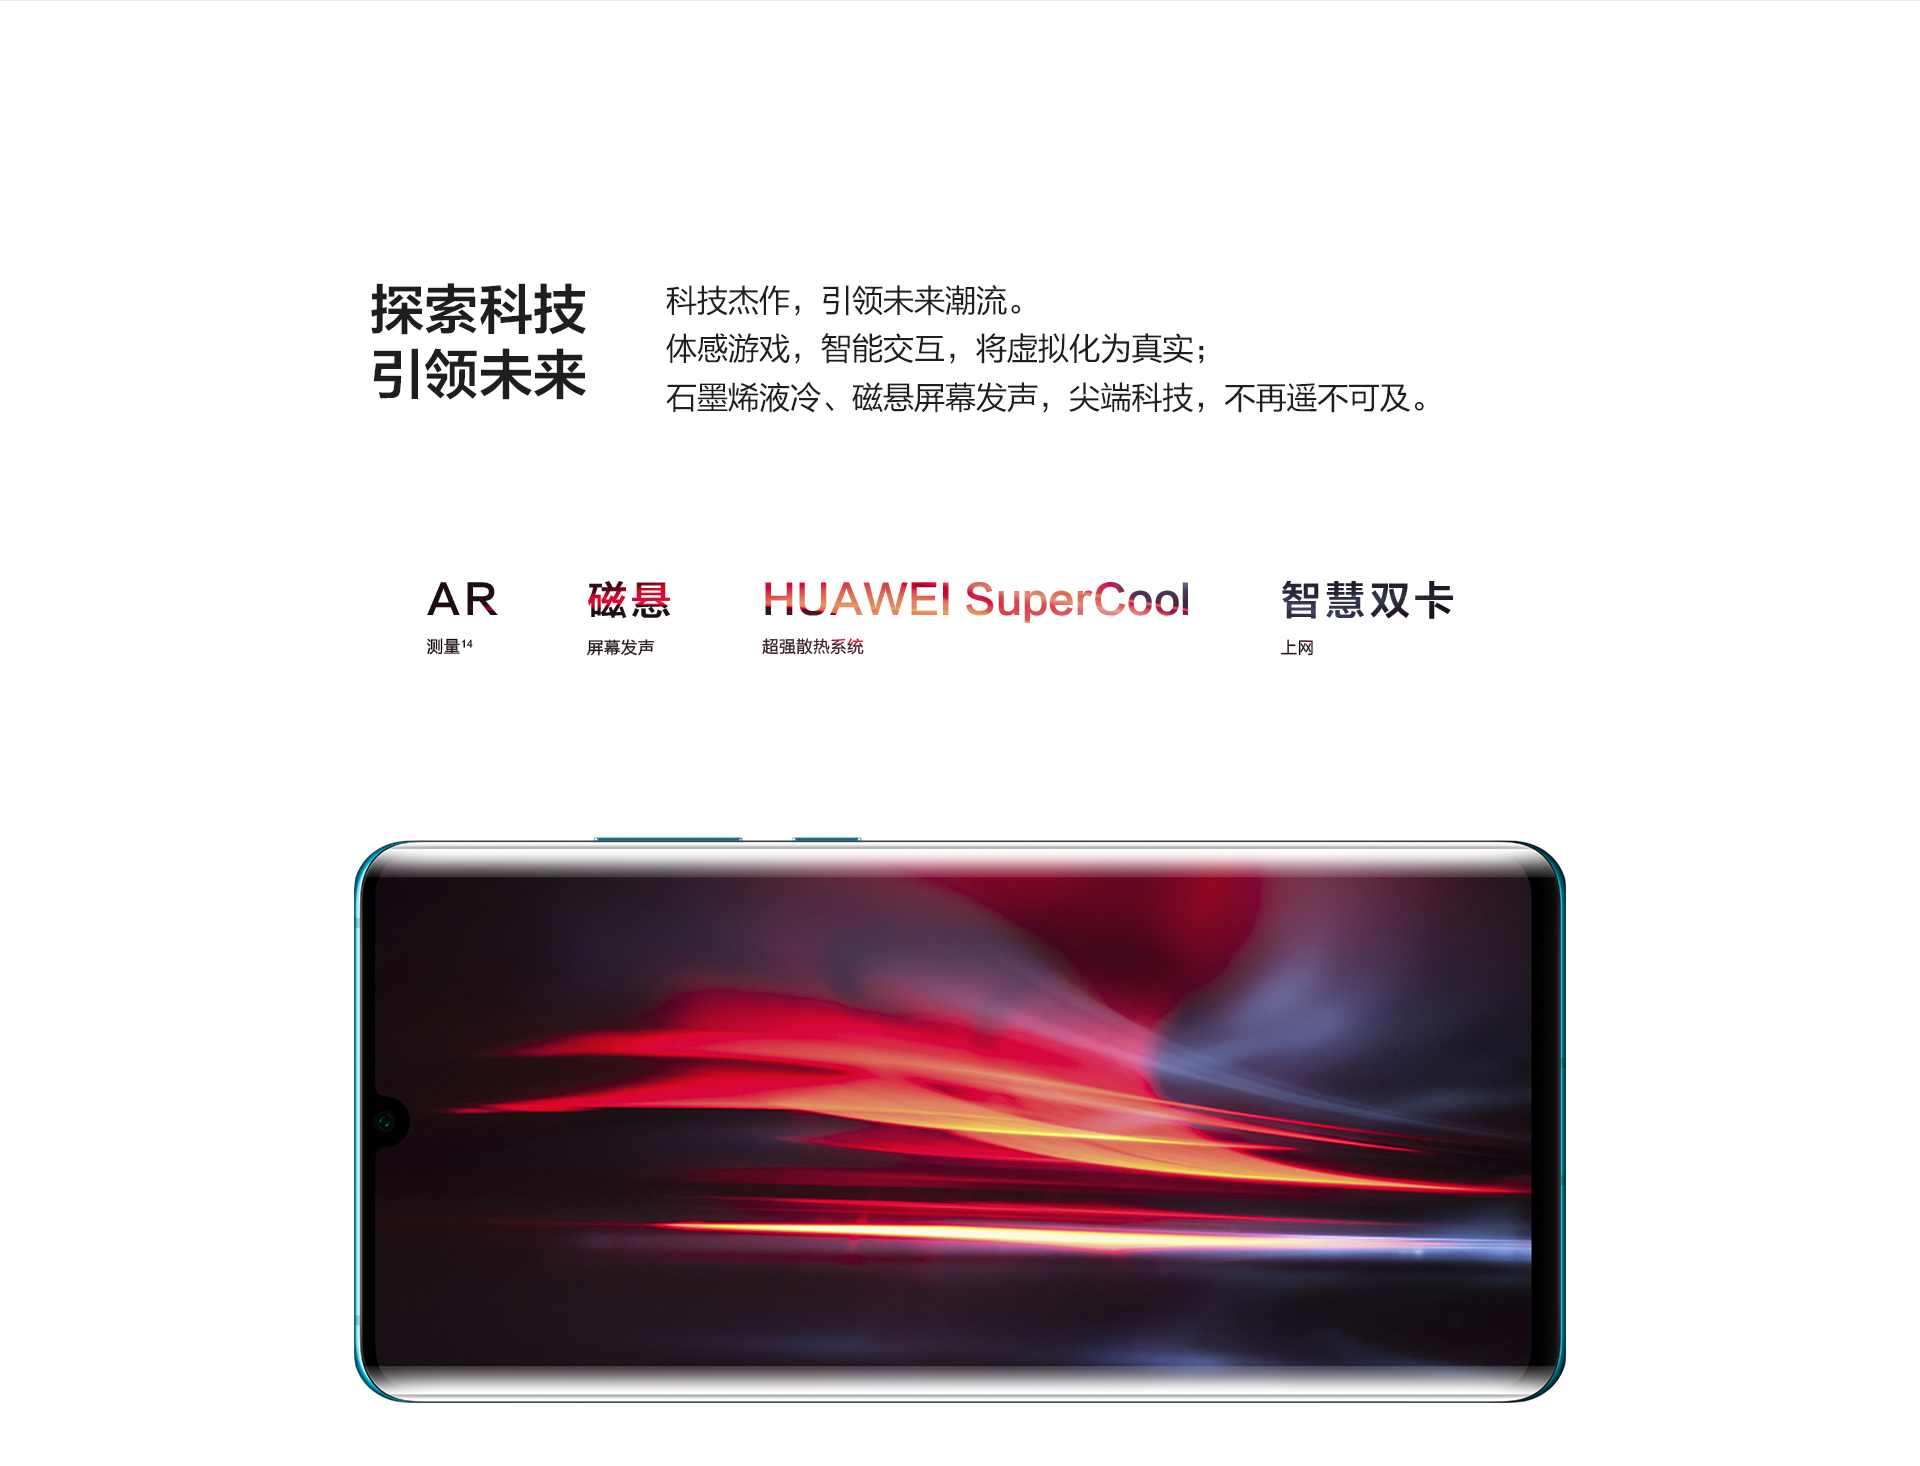 探索科技
引领未来
科技杰作，引领未来潮流。
体感游戏，智能交互，将虚拟化为真实；
石墨烯液冷、磁悬屏幕发声，尖端科技，不再遥不可及。
AR
测量14
磁悬
屏幕发声
HUAWEI SuperCool
超强散热系统
智慧双卡
上网